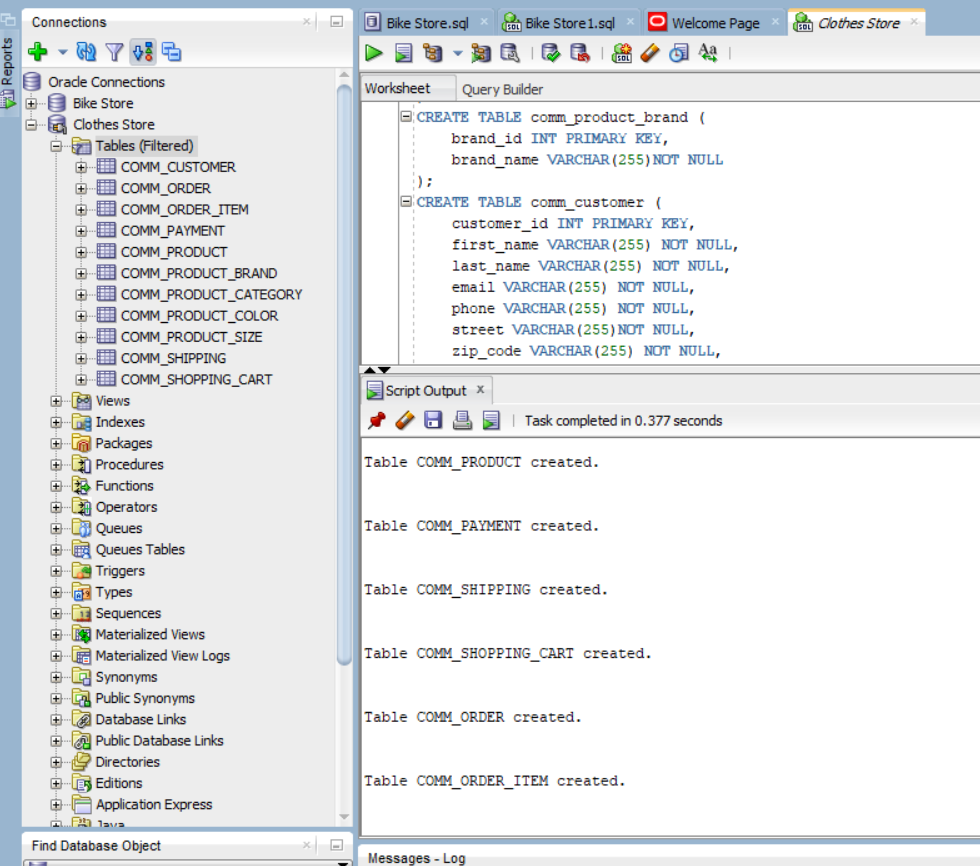 Connections
Reports
Oracle Connections
Bike Store
Clothes Store
Tables (Filtered)
COMM_CUSTOMER
COMM_ORDER
COMM_ORDER_ITEM
COMM_PAYMENT
COMM_PRODUCT
COMM_PRODUCT_BRAND
COMM_PRODUCT_CATEGORY
COMM_PRODUCT_COLOR
COMM_PRODUCT_SIZE
COMM_SHIPPING
COMM_SHOPPING_CART
Views
Indexes
Packages
Procedures
Functions
Operators
Queues
Queues Tables
Triggers
Types
Sequences
Materialized Views
Materialized View Logs
Synonyms
Public Synonyms
Database Links
Public Database Links
Directories
Editions
Application Express
Java
Find Database Object
Bike Store.sql
Bike Store1.sql
Welcome Page
Clothes Store
Worksheet
Query Builder
CREATE TABLE comm_product_brand (
brand_id INT PRIMARY KEY,
brand_name VARCHAR(255)NOT NULL
);
CREATE TABLE comm_customer (
customer_id INT PRIMARY KEY,
first_name VARCHAR(255) NOT NULL,
last_name VARCHAR(255) NOT NULL,
email VARCHAR(255) NOT NULL,
phone VARCHAR(255) NOT NULL,
street VARCHAR(255)NOT NULL,
zip_code VARCHAR(255) NOT NULL,
Script Output x
Task completed in 0.377 seconds
Table COMM_PRODUCT created.
Table COMM_PAYMENT created.
Table COMM_SHIPPING created.
Table COMM_SHOPPING_CART created.
Table COMM_ORDER created.
Table COMM_ORDER_ITEM created.
Messages - Log